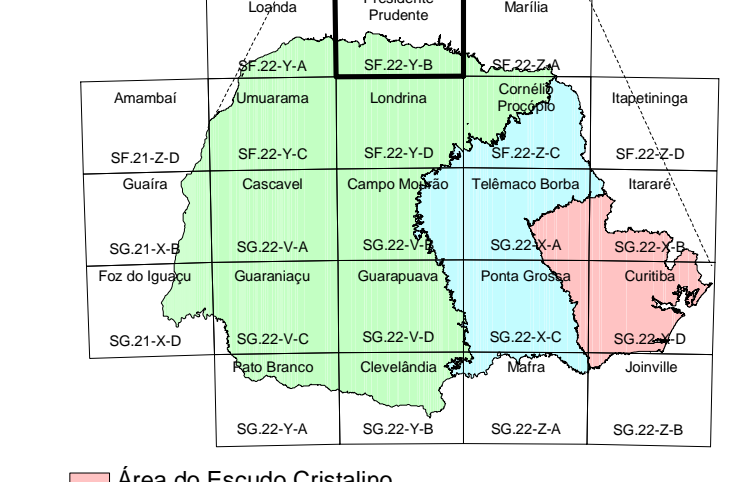 Loanda
Presidente
Prudente
Marília
SF.22-Y-A
SF.22-Y-B
SF.22-Z-A
Amambaí
Umuarama
Londrina
Cornélio
Procópio
Itapetininga
SF.21-Z-D
SF.22-Y-C
SF.22-Y-D
SF.22-Z-C
SF.22-Z-D
Guaíra
Cascavel
Campo Mourão
Telêmaco Borba
Itararé
SG.21-X-B
SG.22-V-A
SG.22-V-B
SG.22-X-A
SG.22-X-B
Foz do Iguaçu
Guaraniaçu
Guarapuava
Ponta Grossa
Curitiba
SG.21-X-D
SG.22-V-C
SG.22-V-D
SG.22-X-C
SG.22-X-D
Pato Branco
Clevelândia
Mafra
Joinville
SG.22-Y-A
SG.22-Y-B
SG.22-Z-A
SG.22-Z-B
Área do Escudo Cristalino